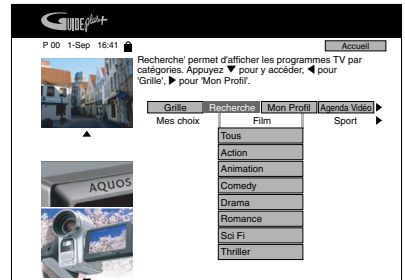 GUIDE plus+
P 00 1-Sep 16:41 Accueil
Recherche' permet d'afficher les programmes TV par
catégories. Appuyez ▼ pour y accéder, ◀ pour
'Grille', ▶ pour 'Mon Profil'.
Grille Recherche Mon Profil Agenda Vidéo
Mes choix Film Sport
Tous
Action
Animation
Comedy
Drama
Romance
Sci Fi
Thriller
AQUOS